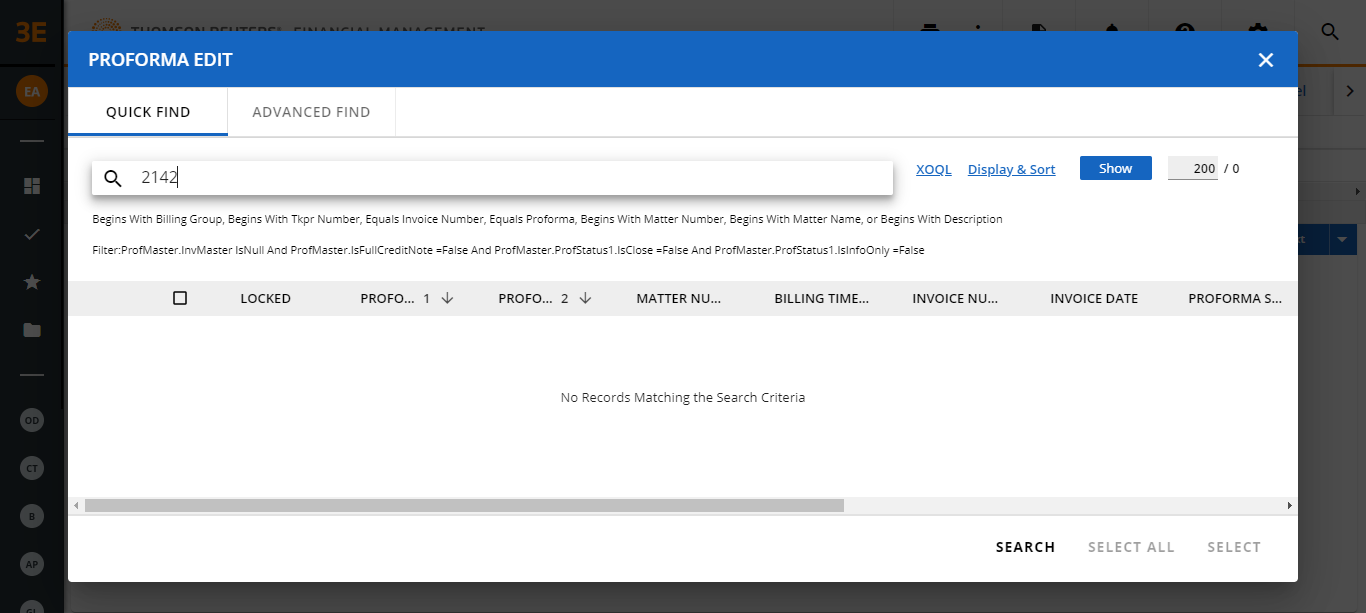 3E
THOMSON REUTERS® FINANCIAL MANAGEMENT
PROFORMA EDIT
EA
QUICK FIND
ADVANCED FIND
2142
XOQL
Display & Sort
Show
200 / 0
Begins With Billing Group, Begins With Tkpr Number, Equals Invoice Number, Equals Proforma, Begins With Matter Number, Begins With Matter Name, or Begins With Description
Filter:ProfMaster.InvMaster IsNull And ProfMaster.IsFullCreditNote =False And ProfMaster.ProfStatus1.IsClose =False And ProfMaster.ProfStatus1.IsInfoOnly =False
LOCKED PROFO... 1 PROFO... 2 MATTER NU... BILLING TIME... INVOICE NU... INVOICE DATE PROFORMA S...
No Records Matching the Search Criteria
OD
CT
B
AP
SEARCH SELECT ALL SELECT